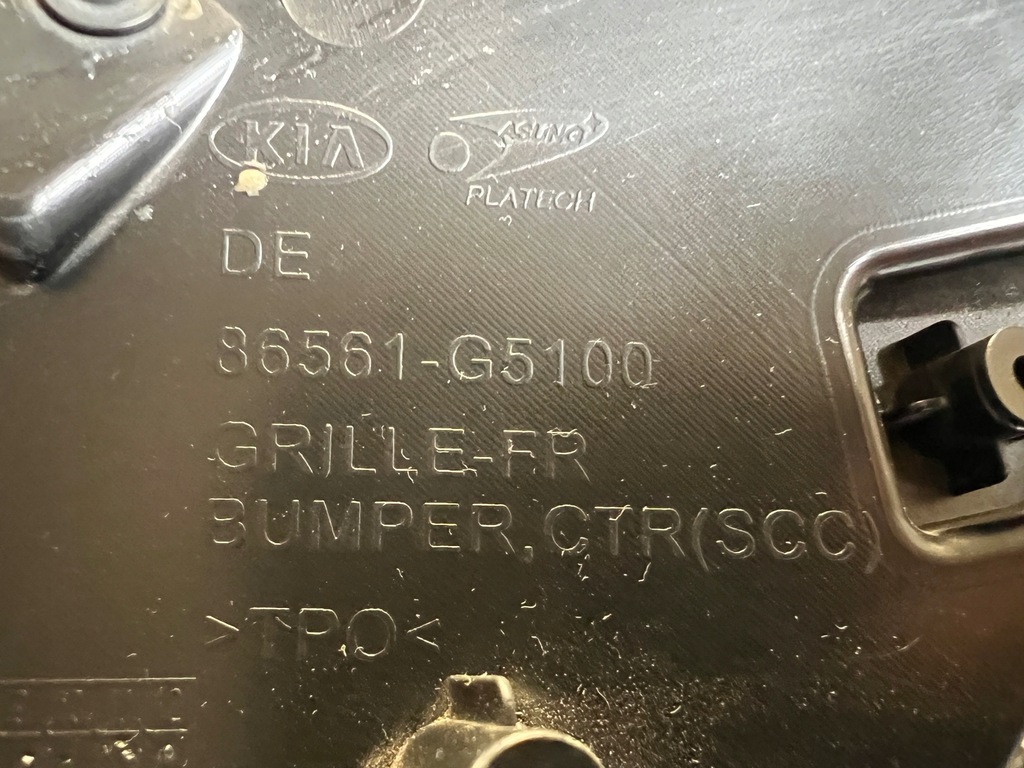 KIA
ASUNG
PLATECH
DE
86561-G5100
GRILLE-FR
BUMPER,CTR(SCC)
>TPO<